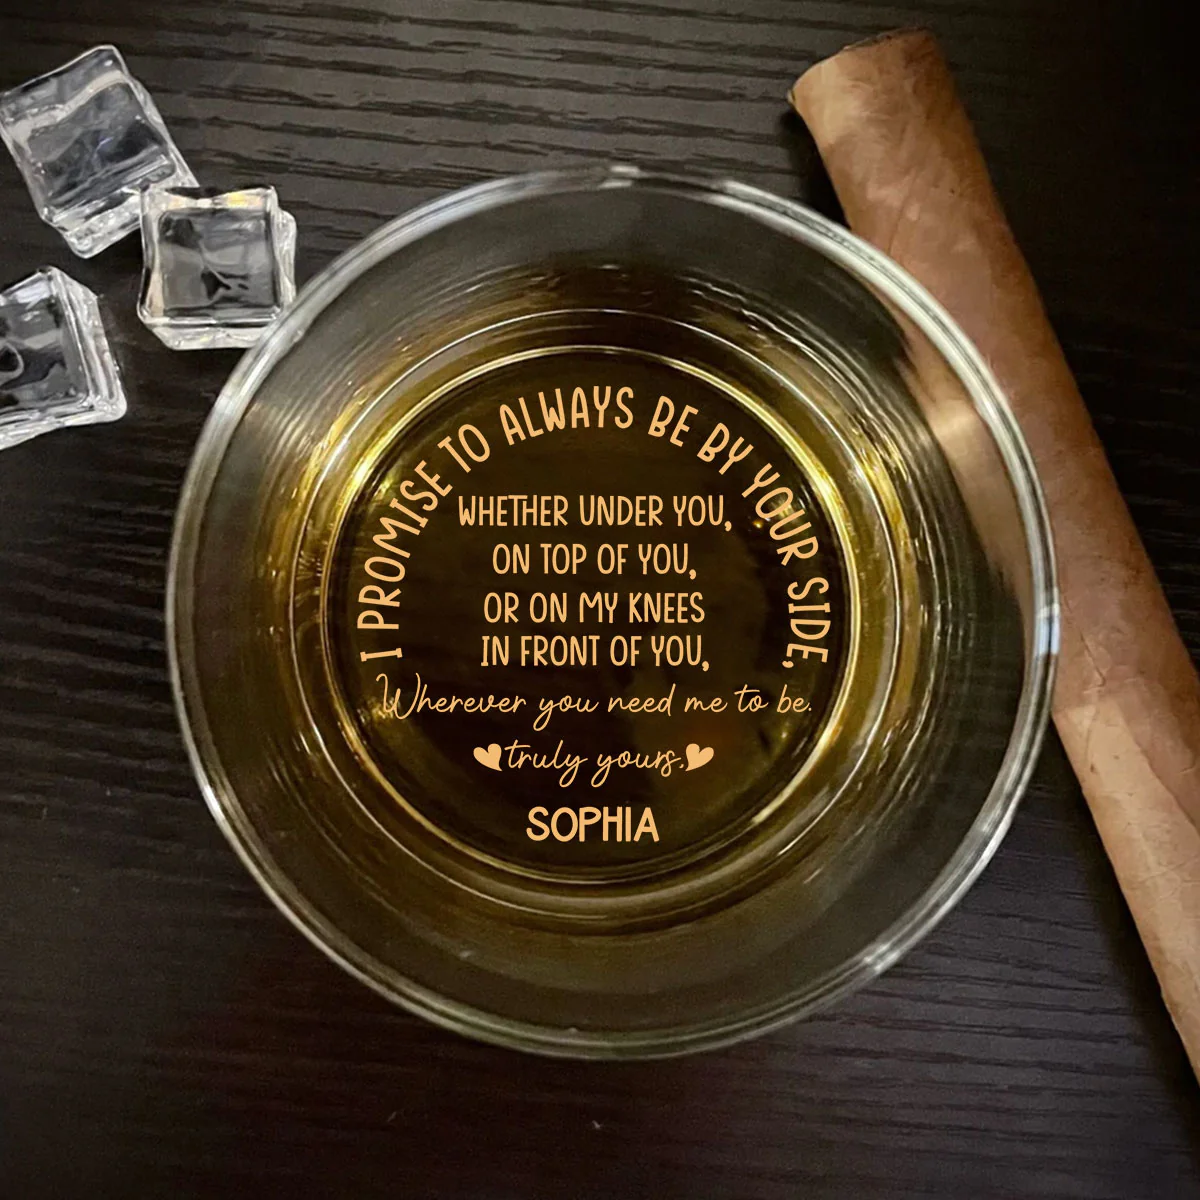 I PROMISE TO ALWAYS BE BY YOUR SIDE,
WHETHER UNDER YOU,
ON TOP OF YOU,
OR ON MY KNEES
IN FRONT OF YOU,
Wherever you need me to be.
truly yours.
SOPHIA